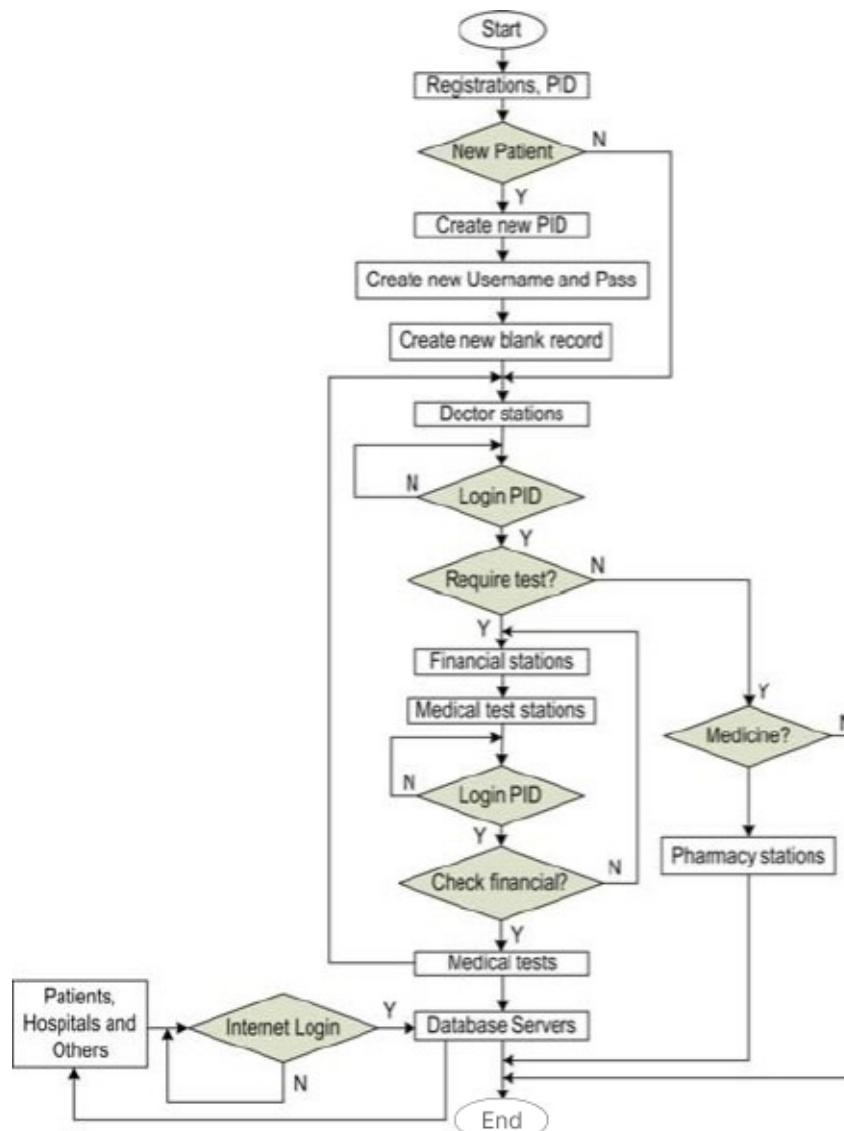 Start
Registrations, PID
New Patient
N
Y
Create new PID
Create new Username and Pass
Create new blank record
Doctor stations
N
Login PID
Y
Require test?
N
Y
Financial stations
Medical test stations
Y
Medicine?
N
N
Login PID
Y
Pharmacy stations
Check financial?
N
Y
Medical tests
Patients,
Hospitals and
Others
Internet Login
Y
Database Servers
N
End